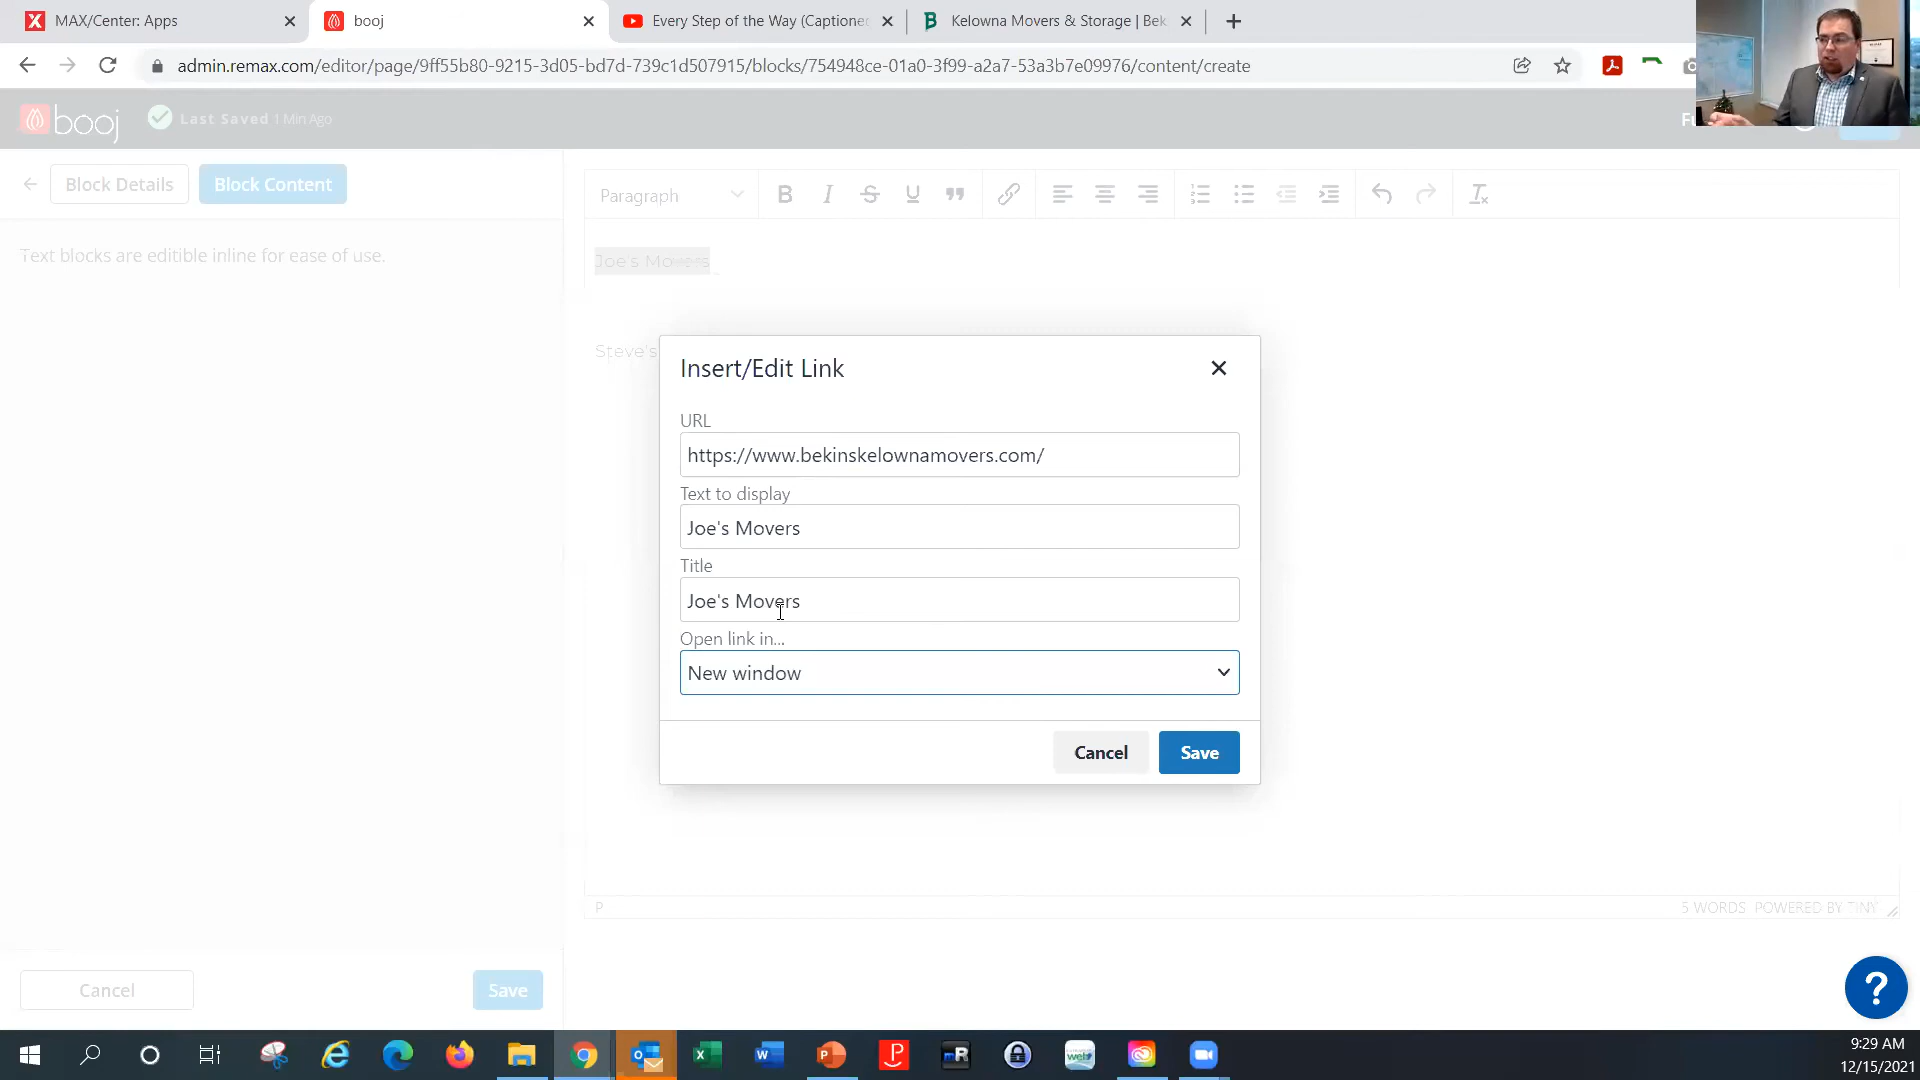 MAX/Center: Apps
booj
Every Step of the Way (Captione
Kelowna Movers & Storage | Bek
admin.remax.com/editor/page/9ff55b80-9215-3d05-bd7d-739c1d507915/blocks/754948ce-01a0-3f99-a2a7-53a3b7e09976/content/create
booj
Last Saved 1 Min Ago
Block Details
Block Content
Paragraph
Text blocks are editible inline for ease of use.
Joe's Movers
Steve's
Insert/Edit Link
URL
https://www.bekinskelownamovers.com/
Text to display
Joe's Movers
Title
Joe's Movers
Open link in...
New window
Cancel
Save
P
5 WORDS POWERED BY TINY
Cancel
Save
9:29 AM
12/15/2021